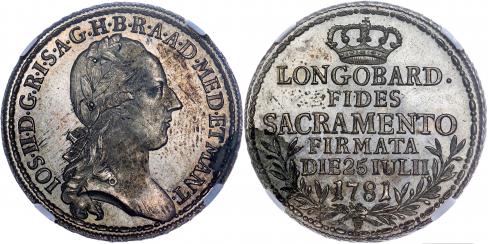 IOS·II·D·G·R·I·S·A·G·H·B·R·A·A·D·MED·ET·MANT·
LONGOBARD·
FIDES
SACRAMENTO
FIRMATA
DIE 25 IULII
1781